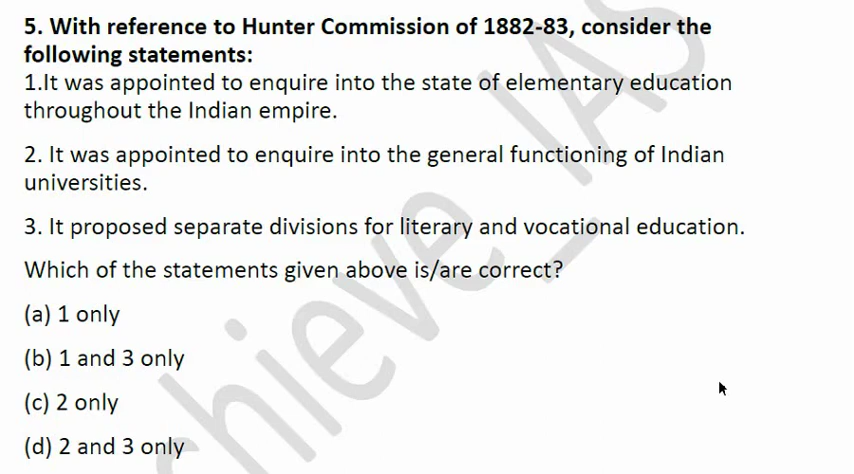 5. With reference to Hunter Commission of 1882-83, consider the
following statements:
1.It was appointed to enquire into the state of elementary education
throughout the Indian empire.
2. It was appointed to enquire into the general functioning of Indian
universities.
3. It proposed separate divisions for literary and vocational education.
Which of the statements given above is/are correct?
(a) 1 only
(b) 1 and 3 only
(c) 2 only
(d) 2 and 3 only
chieve_IAS